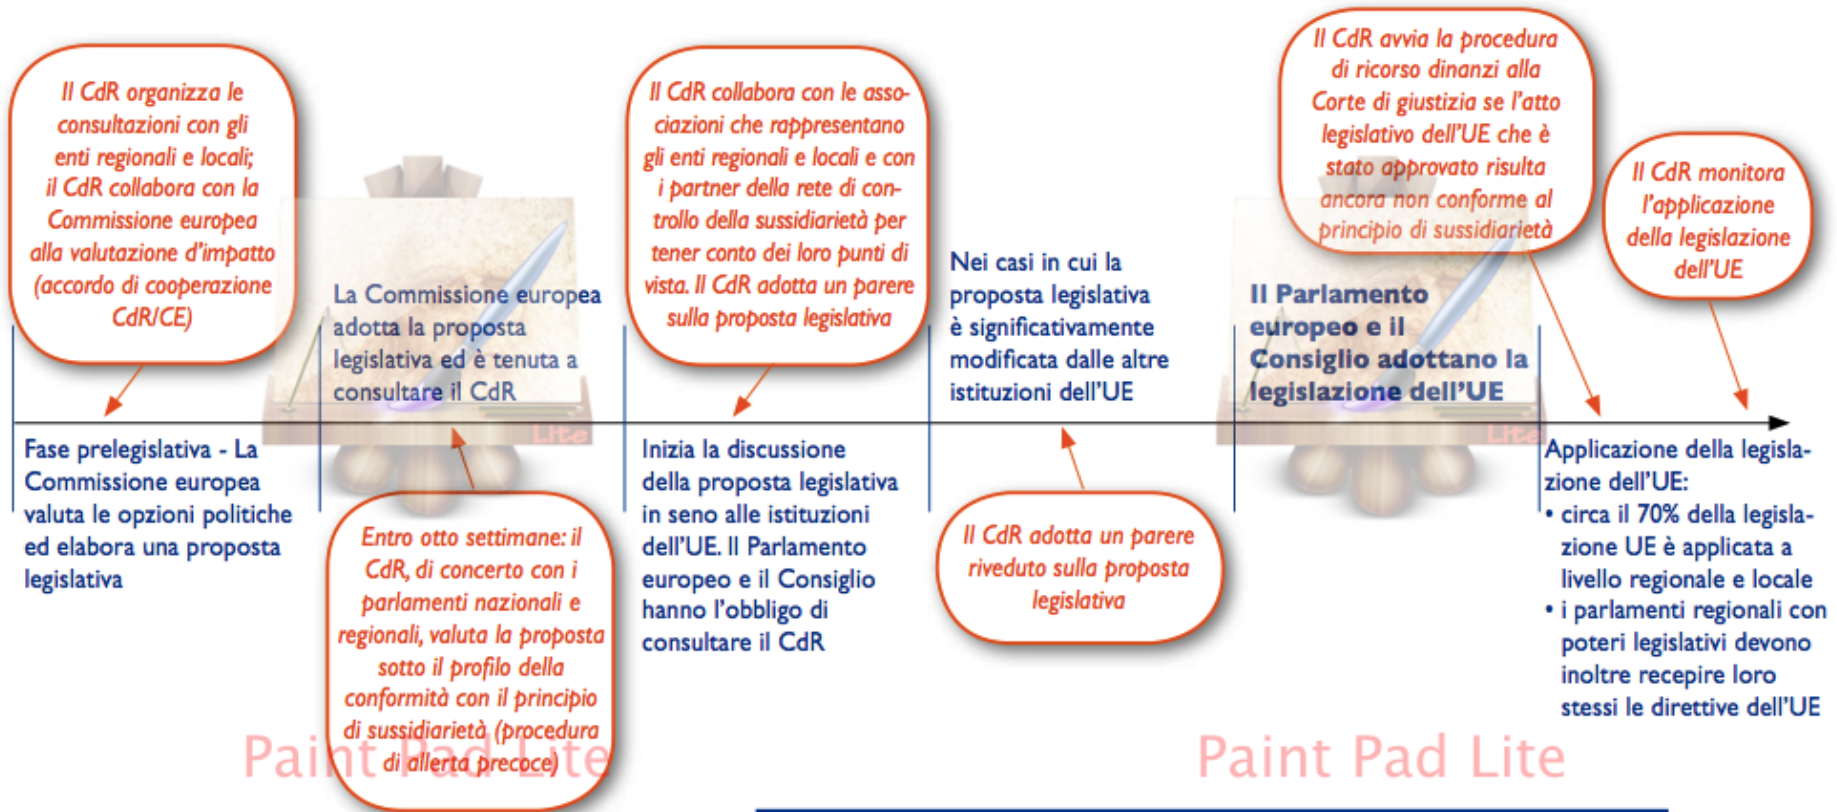 Il CdR organizza le
consultazioni con gli
enti regionali e locali;
il CdR collabora con la
Commissione europea
alla valutazione d'impatto
(accordo di cooperazione
CdR/CE)
Fase prelegislativa - La
Commissione europea
valuta le opzioni politiche
ed elabora una proposta
legislativa
La Commissione europea
adotta la proposta
legislativa ed è tenuta a
consultare il CdR
Lite
Entro otto settimane: il
CdR, di concerto con i
parlamenti nazionali e
regionali, valuta la proposta
sotto il profilo della
conformità con il principio
di sussidiarietà (procedura
di allerta precoce)
Il CdR collabora con le asso-
ciazioni che rappresentano
gli enti regionali e locali e con
i partner della rete di con-
trollo della sussidiarietà per
tener conto dei loro punti di
vista. Il CdR adotta un parere
sulla proposta legislativa
Inizia la discussione
della proposta legislativa
in seno alle istituzioni
dell'UE. Il Parlamento
europeo e il Consiglio
hanno l'obbligo di
consultare il CdR
Nei casi in cui la
proposta legislativa
è significativamente
modificata dalle altre
istituzioni dell'UE
Il CdR adotta un parere
riveduto sulla proposta
legislativa
Il Parlamento
europeo e il
Consiglio adottano la
legislazione dell'UE
Lite
Il CdR avvia la procedura
di ricorso dinanzi alla
Corte di giustizia se l'atto
legislativo dell'UE che è
stato approvato risulta
ancora non conforme al
principio di sussidiarietà
Il CdR monitora
l'applicazione
della legislazione
dell'UE
Applicazione della legisla-
zione dell'UE:
• circa il 70% della legisla-
zione UE è applicata a
livello regionale e locale
• i parlamenti regionali con
poteri legislativi devono
inoltre recepire loro
stessi le direttive dell'UE
Paint Pad Lite
Paint Pad Lite